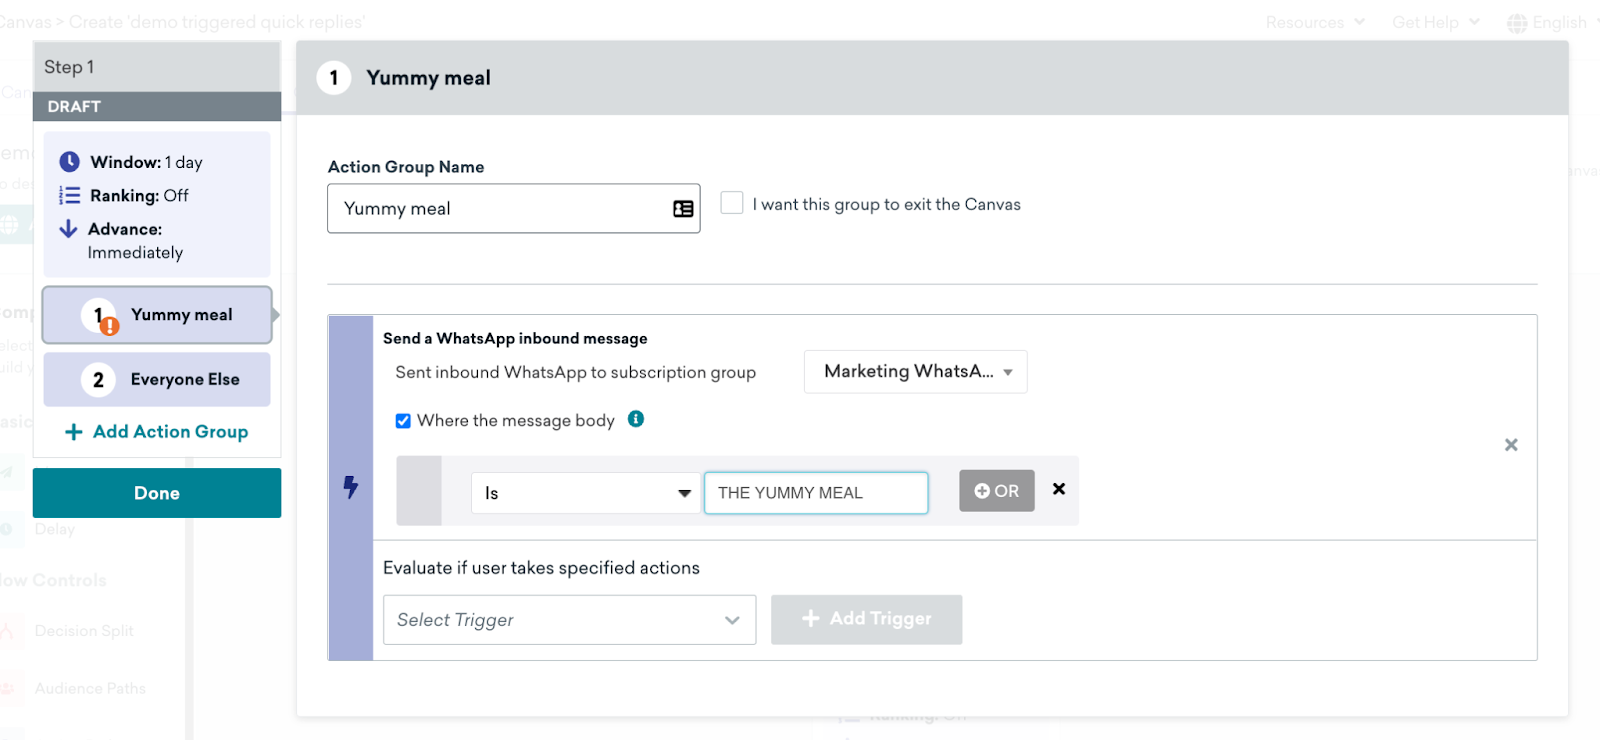 Canvas > Create 'demo triggered quick replies'
Resources
Get Help
English
Step 1
DRAFT
Window: 1 day
Ranking: Off
Advance:
Immediately
1 Yummy meal
2 Everyone Else
+ Add Action Group
Done
Delay
Decision Split
Audience Paths
1 Yummy meal
Action Group Name
Yummy meal
I want this group to exit the Canvas
Send a WhatsApp inbound message
Sent inbound WhatsApp to subscription group
Marketing WhatsA...
Where the message body
Is
THE YUMMY MEAL
OR
Evaluate if user takes specified actions
Select Trigger
+ Add Trigger